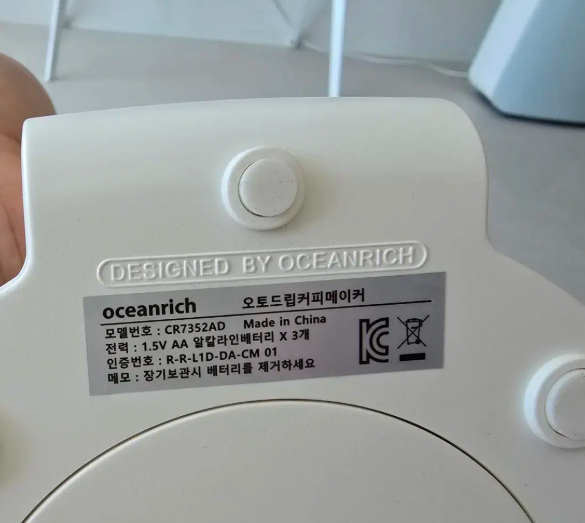 DESIGNED BY OCEANRICH
oceanrich 오토드립커피메이커
모델번호 : CR7352AD Made in China
전력 : 1.5V AA 알칼라인베터리 X 3개
인증번호 : R-R-L1D-DA-CM 01
메모 : 장기보관시 베터리를 제거하세요